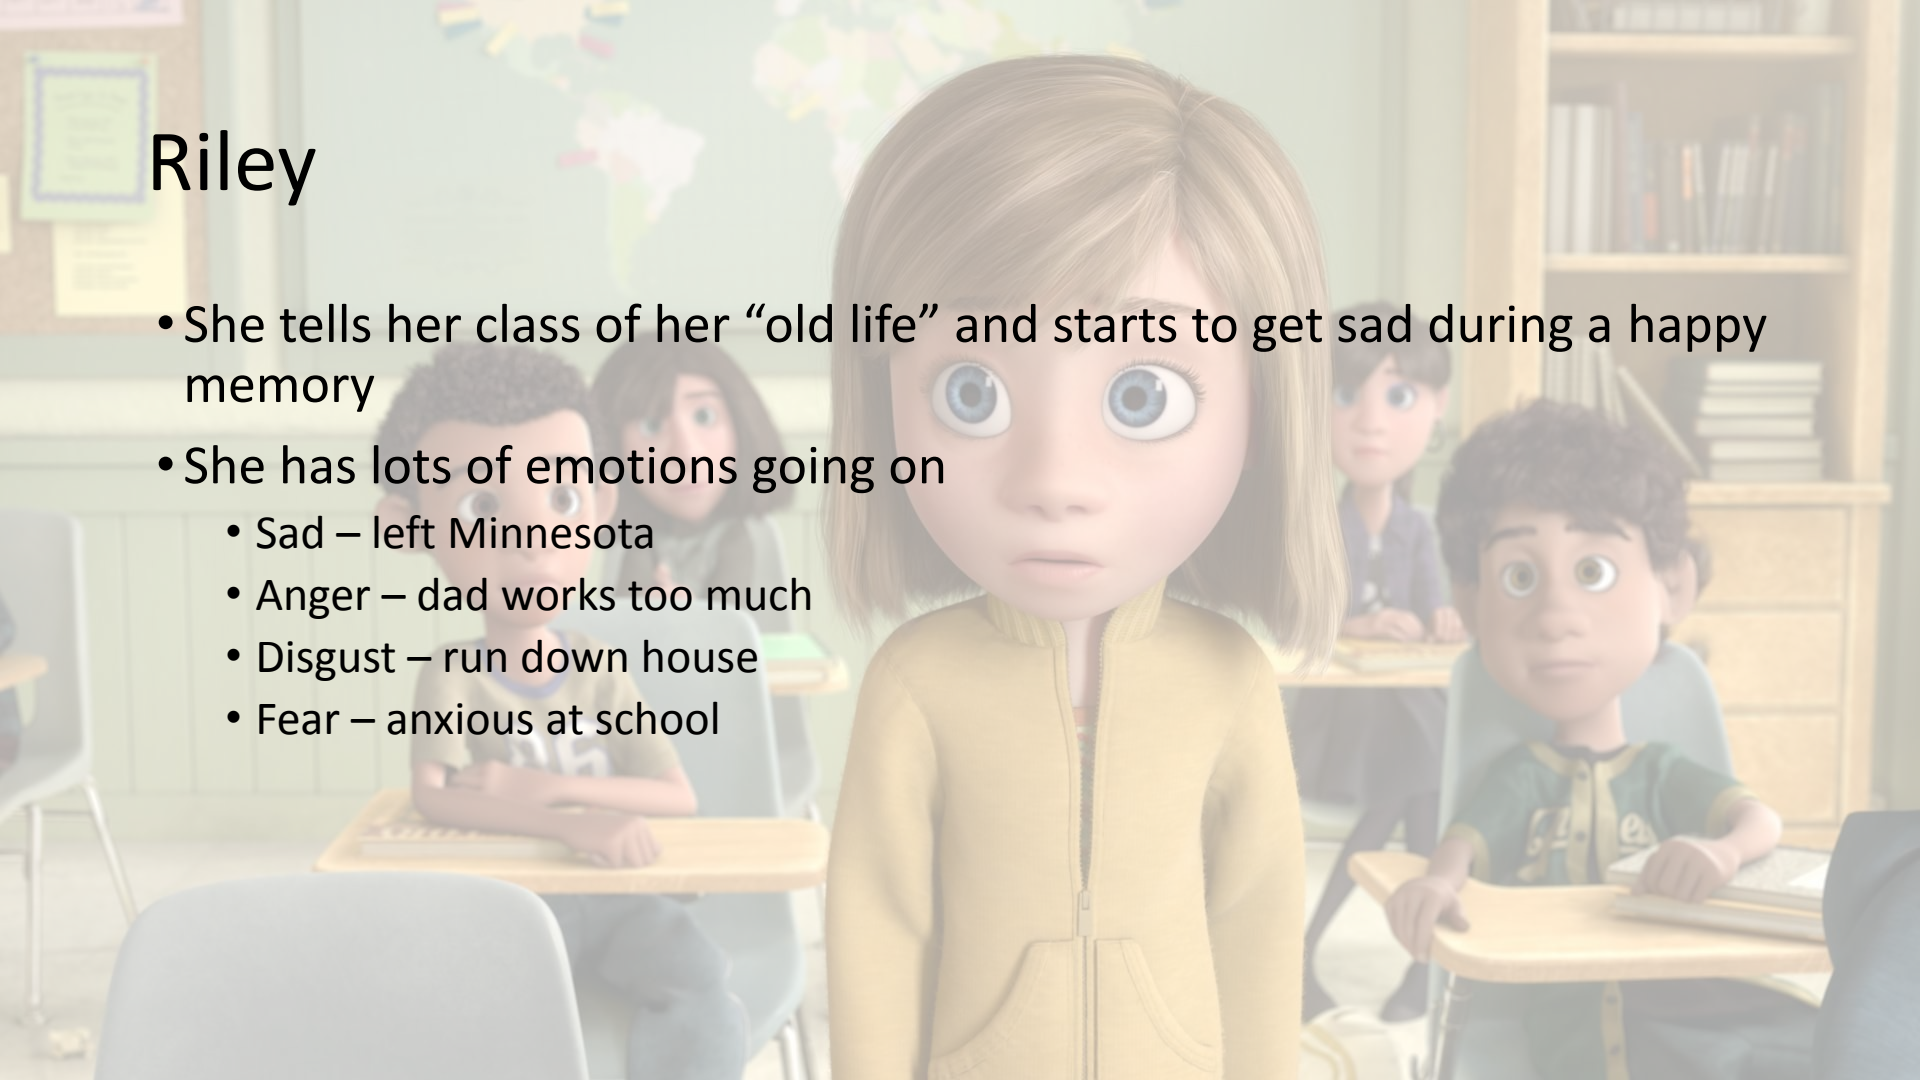 Riley
• She tells her class of her “old life” and starts to get sad during a happy
memory
• She has lots of emotions going on
• Sad – left Minnesota
• Anger – dad works too much
• Disgust – run down house
• Fear – anxious at school